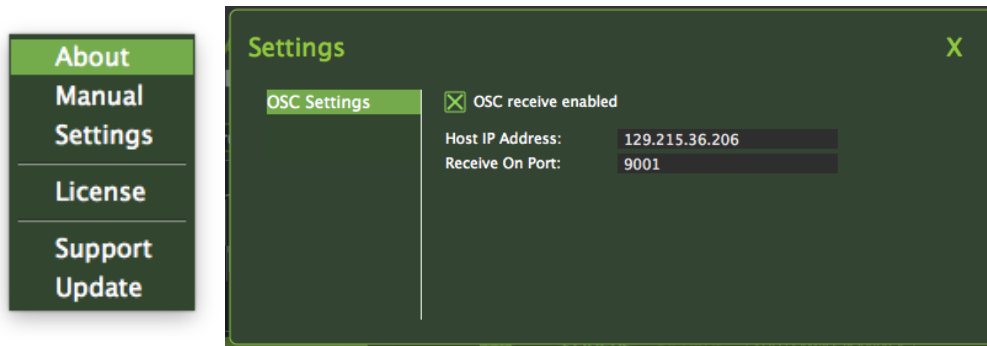 About
Manual
Settings
License
Support
Update
Settings
X
OSC Settings
OSC receive enabled
Host IP Address: 129.215.36.206
Receive On Port: 9001